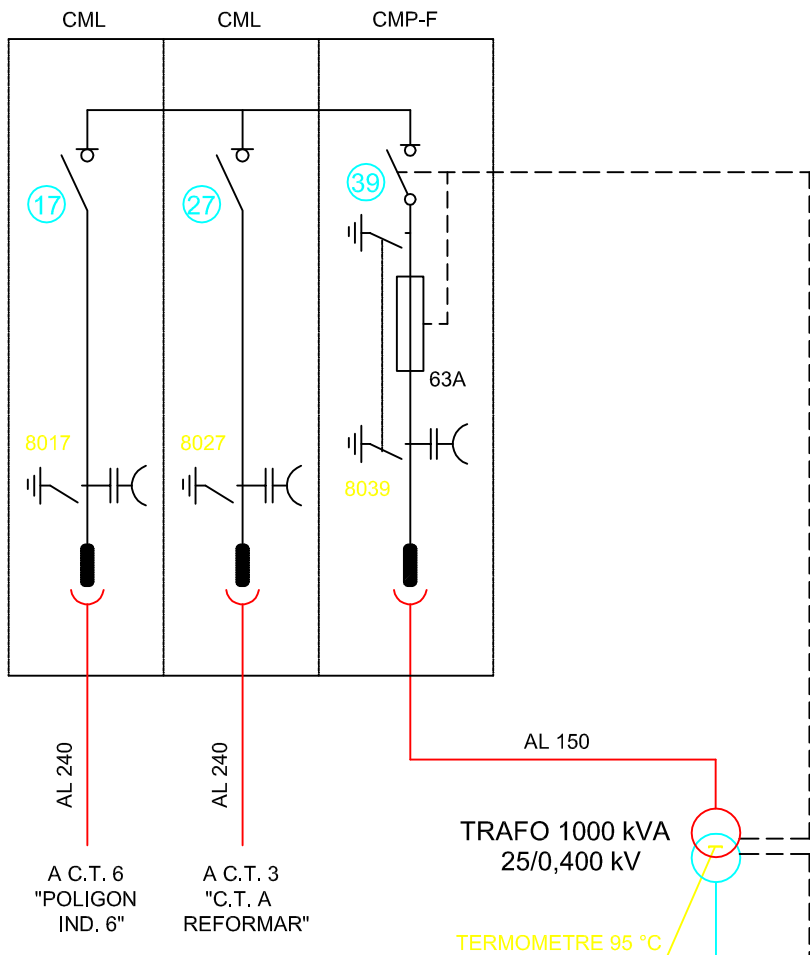 CML
CML
CMP-F
17
27
39
63A
8017
8027
8039
AL 240
AL 240
AL 150
A C.T. 6
"POLIGON
IND. 6"
A C.T. 3
"C.T. A
REFORMAR"
TRAFO 1000 kVA
25/0,400 kV
TERMOMETRE 95 °C